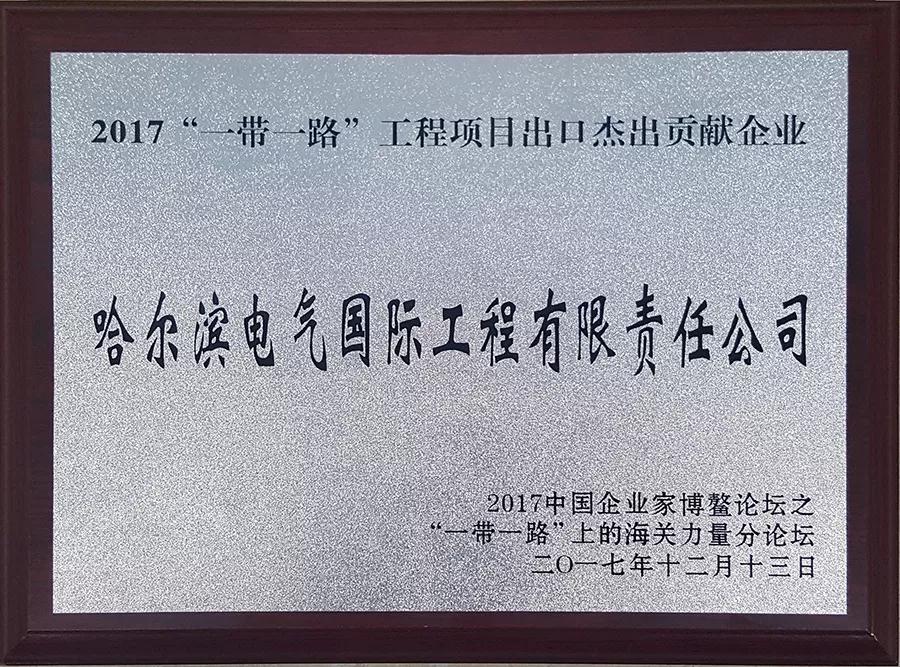 2017“一带一路”工程项目出口杰出贡献企业
哈尔滨电气国际工程有限责任公司
2017中国企业家博鳌论坛之
“一带一路”上的海关力量分论坛
二〇一七年十二月十三日